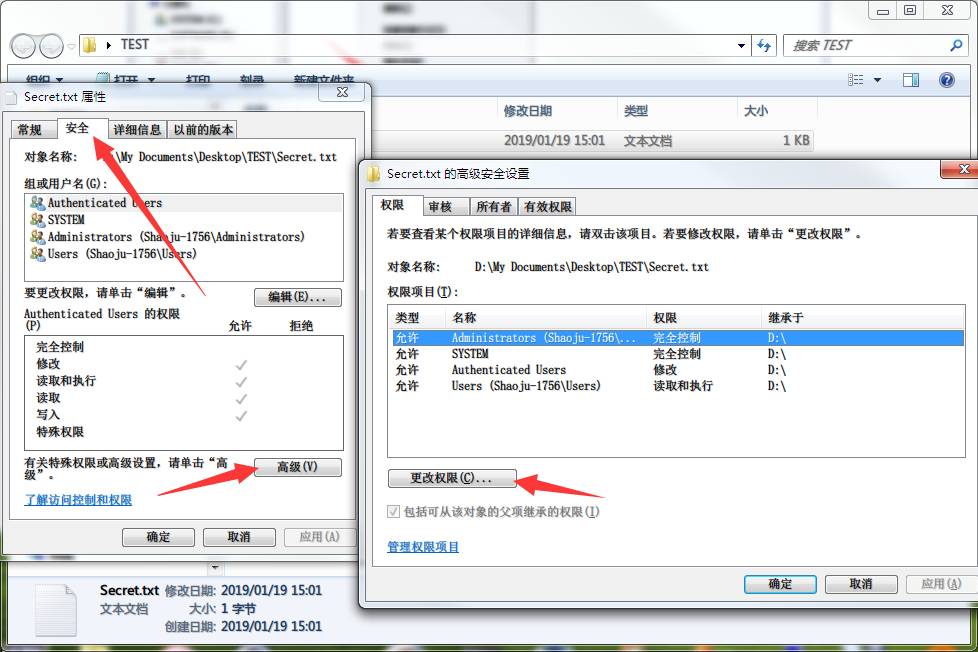 TEST
搜索 TEST
组织
打开
打印
刻录
新建文件夹
修改日期
类型
大小
2019/01/19 15:01
文本文档
1 KB
Secret.txt 属性
常规
安全
详细信息
以前的版本
对象名称:
\My Documents\Desktop\TEST\Secret.txt
组或用户名(G):
Authenticated Users
SYSTEM
Administrators (Shaoju-1756\Administrators)
Users (Shaoju-1756\Users)
要更改权限，请单击“编辑”。
编辑(E)...
Authenticated Users 的权限
(P)
允许
拒绝
完全控制
修改
读取和执行
读取
写入
特殊权限
有关特殊权限或高级设置，请单击“高
级”。
高级(V)
了解访问控制和权限
确定
取消
应用(A)
Secret.txt 的高级安全设置
权限
审核
所有者
有效权限
若要查看某个权限项目的详细信息，请双击该项目。若要修改权限，请单击“更改权限”。
对象名称:
D:\My Documents\Desktop\TEST\Secret.txt
权限项目(T):
类型 名称 权限 继承于
允许 Administrators (Shaoju-1756\... 完全控制 D:\
允许 SYSTEM 完全控制 D:\
允许 Authenticated Users 修改 D:\
允许 Users (Shaoju-1756\Users) 读取和执行 D:\
更改权限(C)...
包括可从该对象的父项继承的权限(I)
管理权限项目
确定
取消
应用(A)
Secret.txt 修改日期: 2019/01/19 15:01
文本文档 大小: 1 字节
创建日期: 2019/01/19 15:01